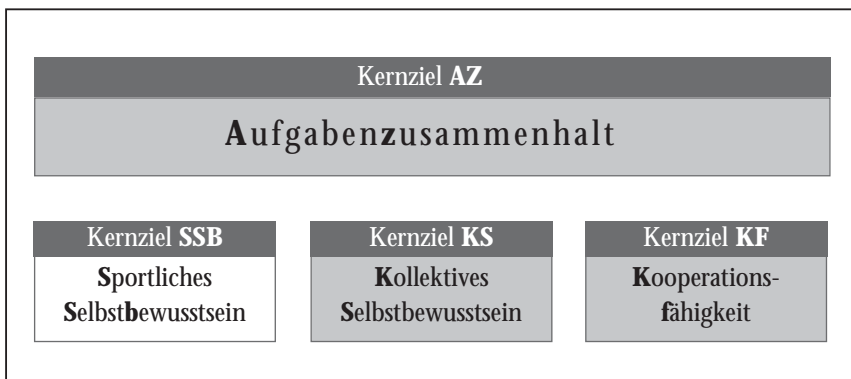 Kernziel AZ
Aufgabenzusammenhalt
Kernziel SSB
Sportliches
Selbstbewusstsein
Kernziel KS
Kollektives
Selbstbewusstsein
Kernziel KF
Kooperations-
fähigkeit